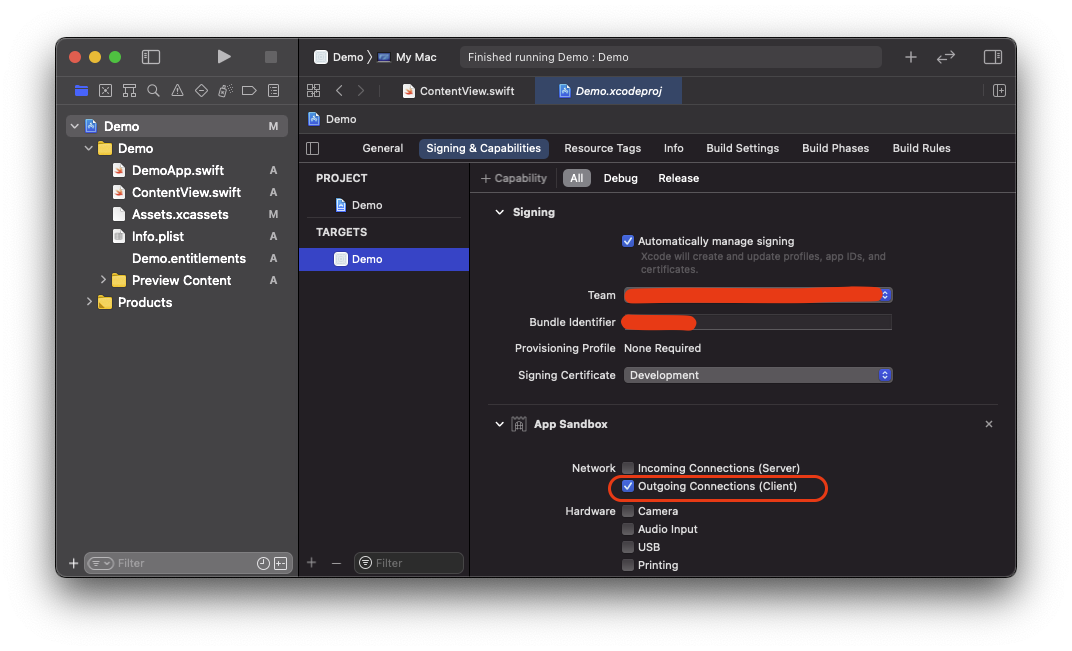 Demo My Mac
Finished running Demo : Demo
ContentView.swift
Demo.xcodeproj
Demo M
Demo
DemoApp.swift A
ContentView.swift A
Assets.xcassets M
Info.plist A
Demo.entitlements A
Preview Content A
Products
Filter
Demo
General Signing & Capabilities Resource Tags Info Build Settings Build Phases Build Rules
PROJECT
Demo
TARGETS
Demo
Filter
+ Capability All Debug Release
Signing
Automatically manage signing
Xcode will create and update profiles, app IDs, and
certificates.
Team
Bundle Identifier
Provisioning Profile None Required
Signing Certificate Development
App Sandbox
Network Incoming Connections (Server)
Outgoing Connections (Client)
Hardware Camera
Audio Input
USB
Printing